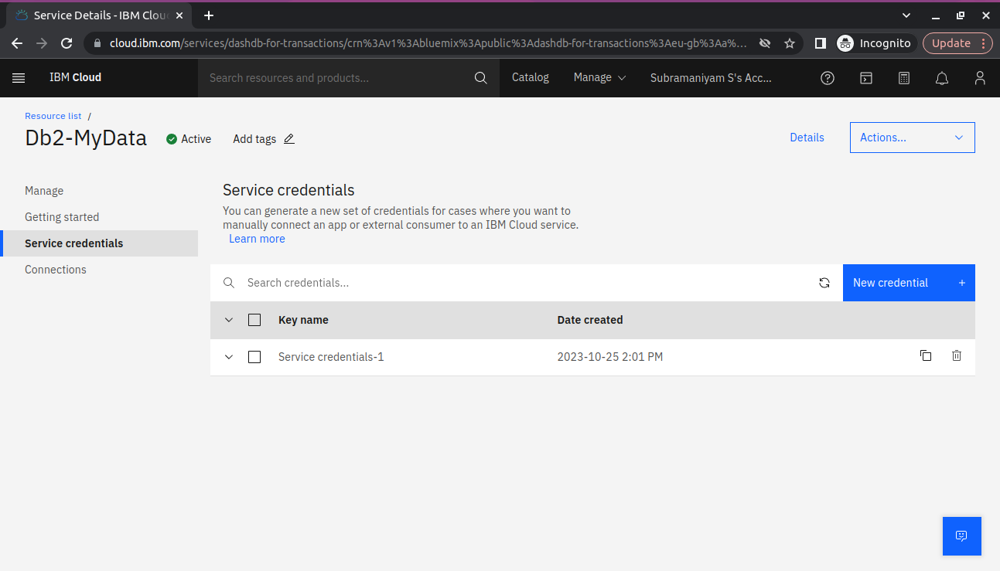 Service Details - IBM Clou
cloud.ibm.com/services/dashdb-for-transactions/crn%3Av1%3Abluemix%3Apublic%3Adashdb-for-transactions%3Aeu-gb%3Aa%... Incognito Update
IBM Cloud Search resources and products... Catalog Manage Subramaniyam S's Acc...
Resource list /
Db2-MyData Active Add tags Details Actions...
Manage
Getting started
Service credentials
Connections
Service credentials
You can generate a new set of credentials for cases where you want to
manually connect an app or external consumer to an IBM Cloud service.
Learn more
Search credentials... New credential +
Key name Date created
Service credentials-1 2023-10-25 2:01 PM